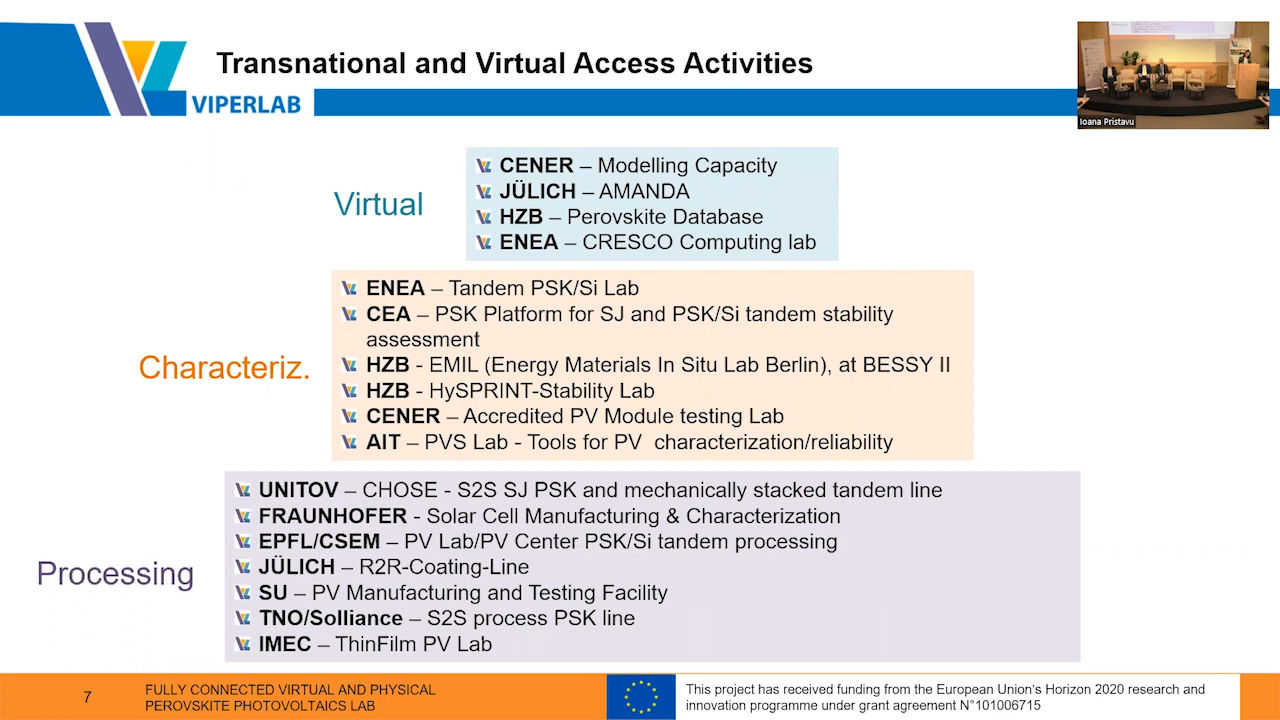 Transnational and Virtual Access Activities
VIPERLAB
Ioana Pristavu
Virtual
CENER – Modelling Capacity
JÜLICH – AMANDA
HZB – Perovskite Database
ENEA – CRESCO Computing lab
Characteriz.
ENEA – Tandem PSK/Si Lab
CEA – PSK Platform for SJ and PSK/Si tandem stability
assessment
HZB - EMIL (Energy Materials In Situ Lab Berlin), at BESSY II
HZB - HySPRINT-Stability Lab
CENER – Accredited PV Module testing Lab
AIT – PVS Lab - Tools for PV characterization/reliability
Processing
UNITOV – CHOSE - S2S SJ PSK and mechanically stacked tandem line
FRAUNHOFER - Solar Cell Manufacturing & Characterization
EPFL/CSEM – PV Lab/PV Center PSK/Si tandem processing
JÜLICH – R2R-Coating-Line
SU – PV Manufacturing and Testing Facility
TNO/Solliance – S2S process PSK line
IMEC – ThinFilm PV Lab
7
FULLY CONNECTED VIRTUAL AND PHYSICAL
PEROVSKITE PHOTOVOLTAICS LAB
This project has received funding from the European Union's Horizon 2020 research and
innovation programme under grant agreement N°101006715